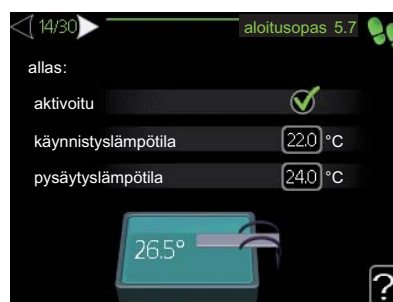 14/30
aloitusopas 5.7
allas:
aktivoitu
käynnistyslämpötila 22.0 °C
pysäytyslämpötila 24.0 °C
26.5°
?